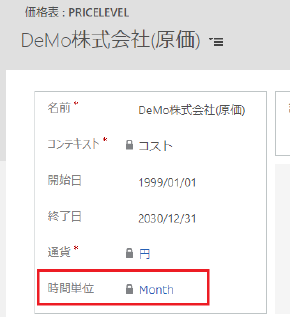 価格表 : PRICELEVEL
DeMo株式会社(原価)
名前* DeMo株式会社(原価)
コンテキスト* コスト
開始日 1999/01/01
終了日 2030/12/31
通貨* 円
時間単位 Month